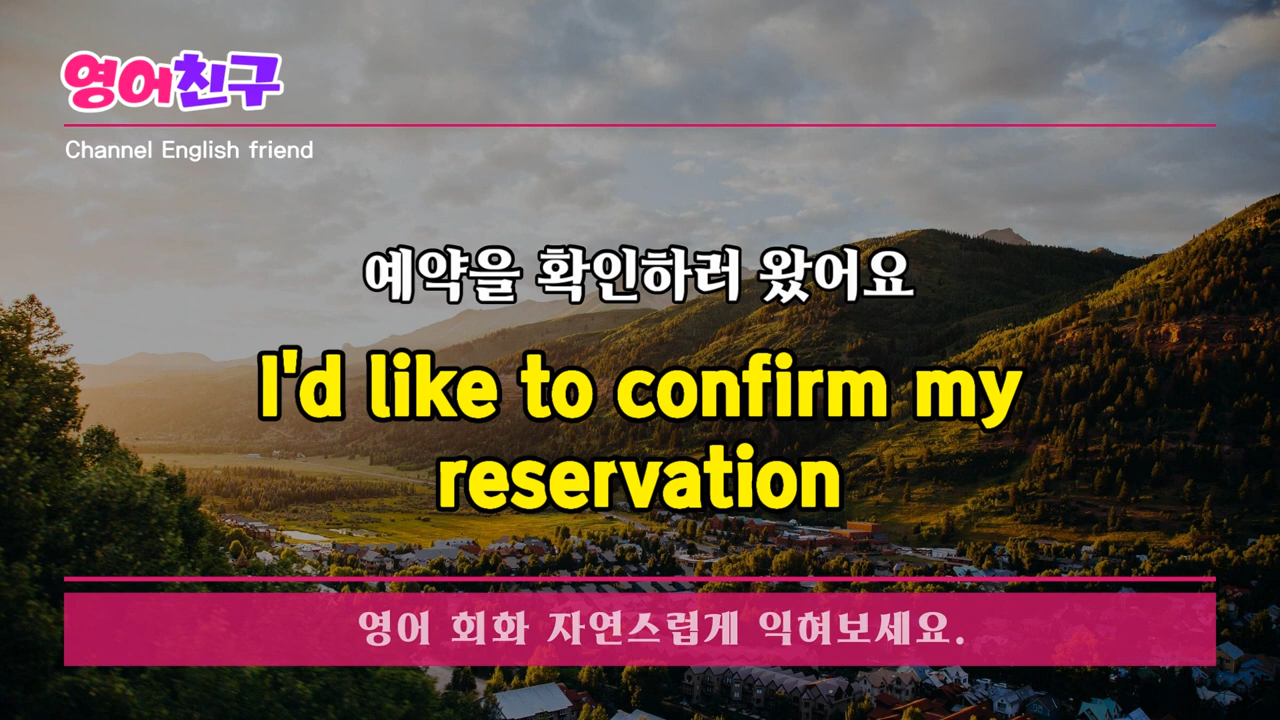 영어친구
Channel English friend
예약을 확인하러 왔어요
I'd like to confirm my
reservation
영어 회화 자연스럽게 익혀보세요.